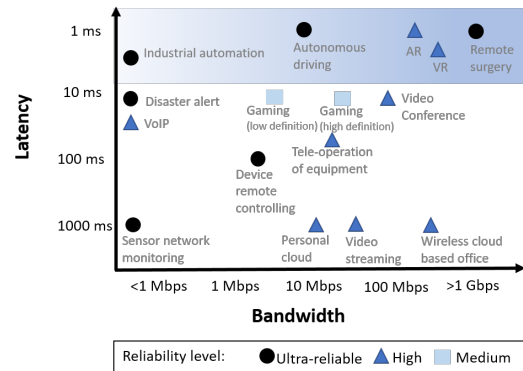 Latency
1 ms
10 ms
100 ms
1000 ms
Industrial automation
Autonomous
driving
AR
VR
Remote
surgery
Disaster alert
VoIP
Gaming
(low definition)
Gaming
(high definition)
Video
Conference
Tele-operation
of equipment
Device
remote
controlling
Sensor network
monitoring
Personal
cloud
Video
streaming
Wireless cloud
based office
<1 Mbps
1 Mbps
10 Mbps
100 Mbps
>1 Gbps
Bandwidth
Reliability level:
Ultra-reliable
High
Medium